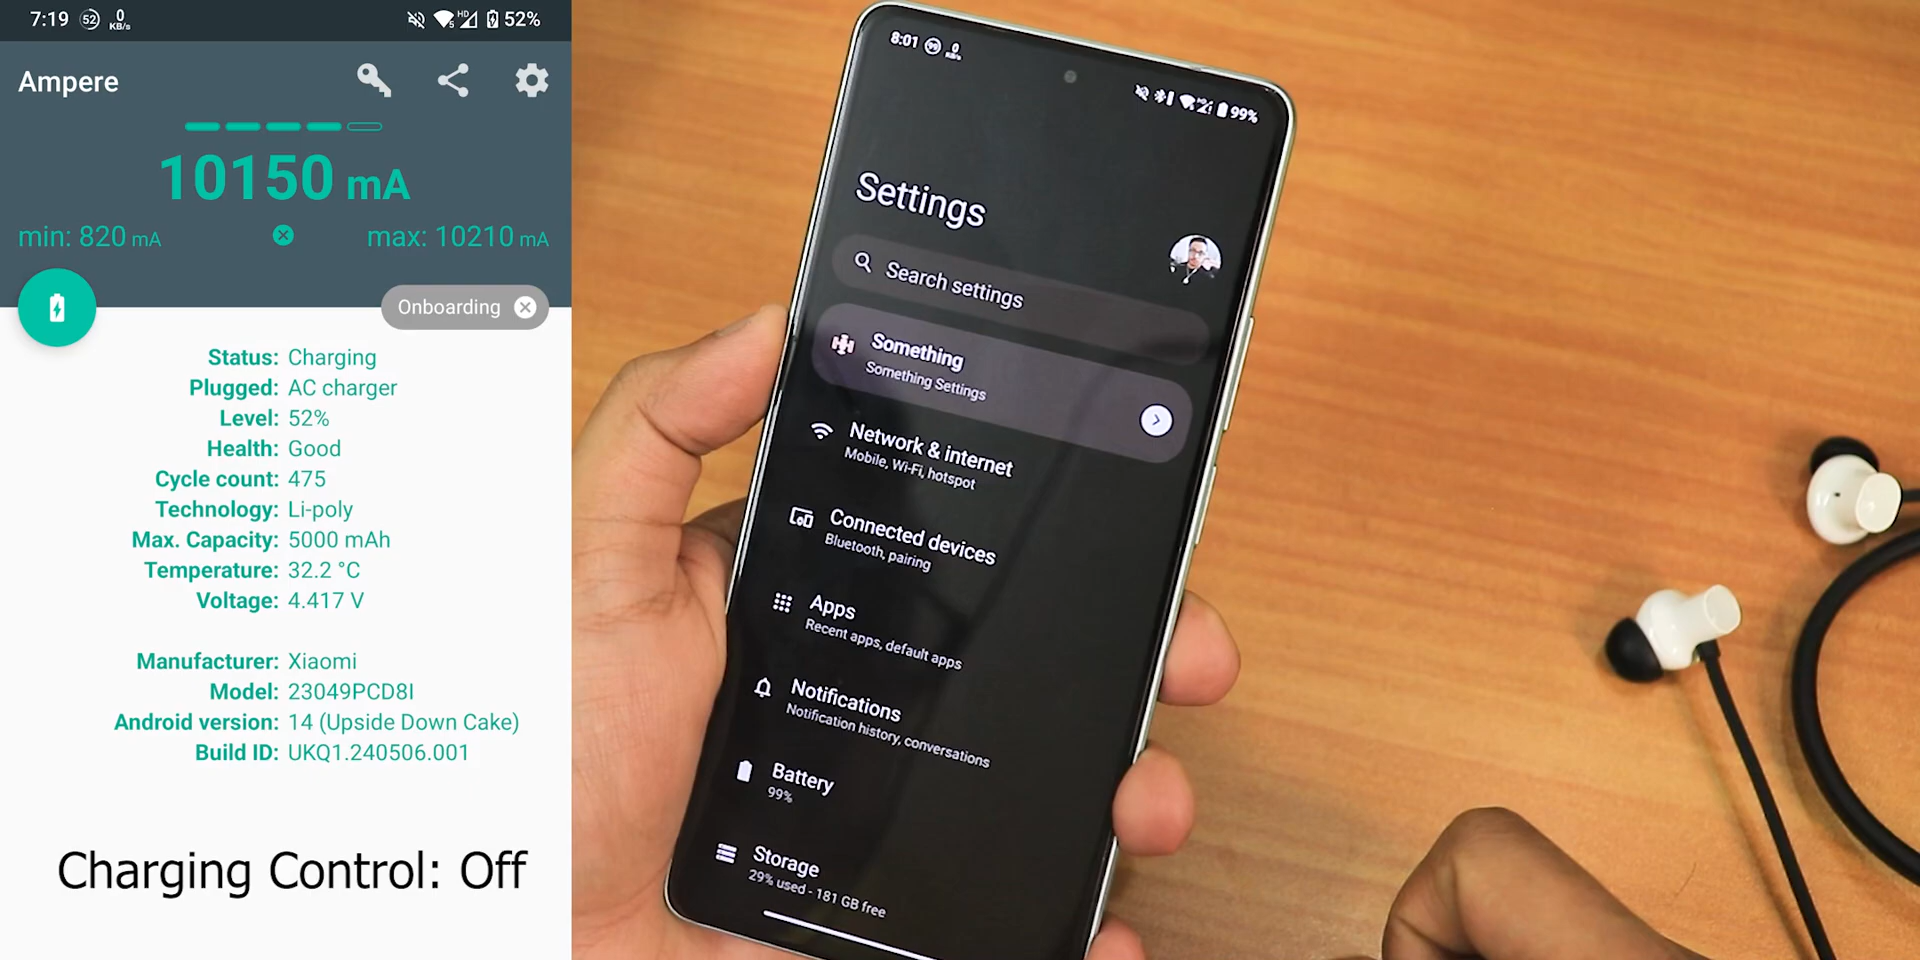 7:19 52 0 KB/s HD 5 52%
Ampere
10150 mA
min: 820 mA max: 10210 mA
Onboarding
Status: Charging
Plugged: AC charger
Level: 52%
Health: Good
Cycle count: 475
Technology: Li-poly
Max. Capacity: 5000 mAh
Temperature: 32.2 °C
Voltage: 4.417 V
Manufacturer: Xiaomi
Model: 23049PCD8I
Android version: 14 (Upside Down Cake)
Build ID: UKQ1.240506.001
Charging Control: Off
8:01 99 0 KB/s 99%
Settings
Search settings
Something
Something Settings
Network & internet
Mobile, Wi-Fi, hotspot
Connected devices
Bluetooth, pairing
Apps
Recent apps, default apps
Notifications
Notification history, conversations
Battery
99%
Storage
29% used - 181 GB free